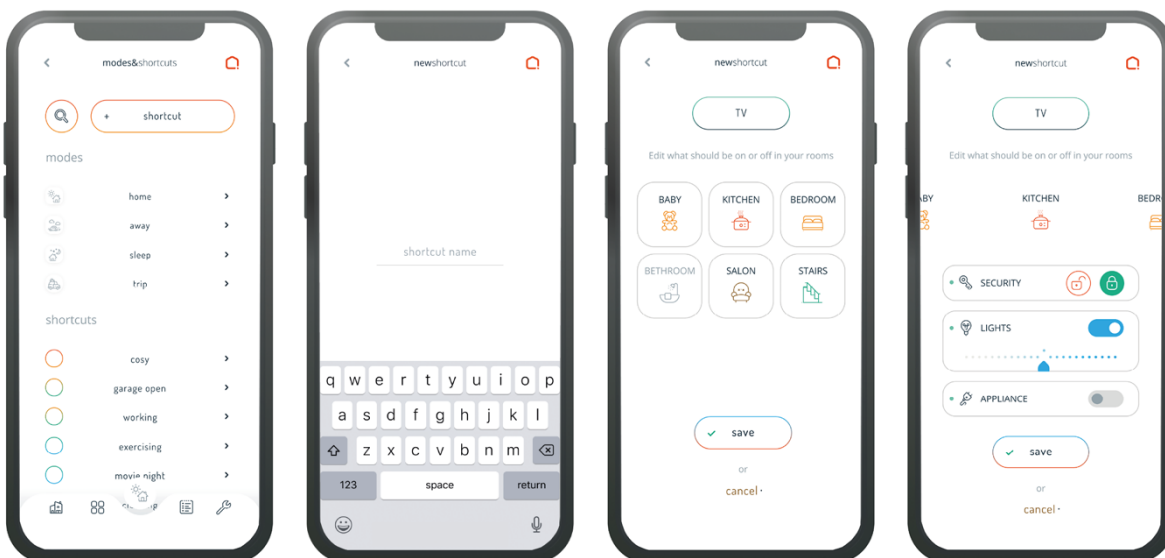 modes&shortcuts
+ shortcut
modes
home
away
sleep
trip
shortcuts
cosy
garage open
working
exercising
movie night
newshortcut
shortcut name
q w e r t y u i o p
a s d f g h j k l
z x c v b n m
123 space return
newshortcut
TV
Edit what should be on or off in your rooms
BABY KITCHEN BEDROOM
BETHROOM SALON STAIRS
save
or
cancel
newshortcut
TV
Edit what should be on or off in your rooms
BY KITCHEN BEDR
SECURITY
LIGHTS
APPLIANCE
save
or
cancel